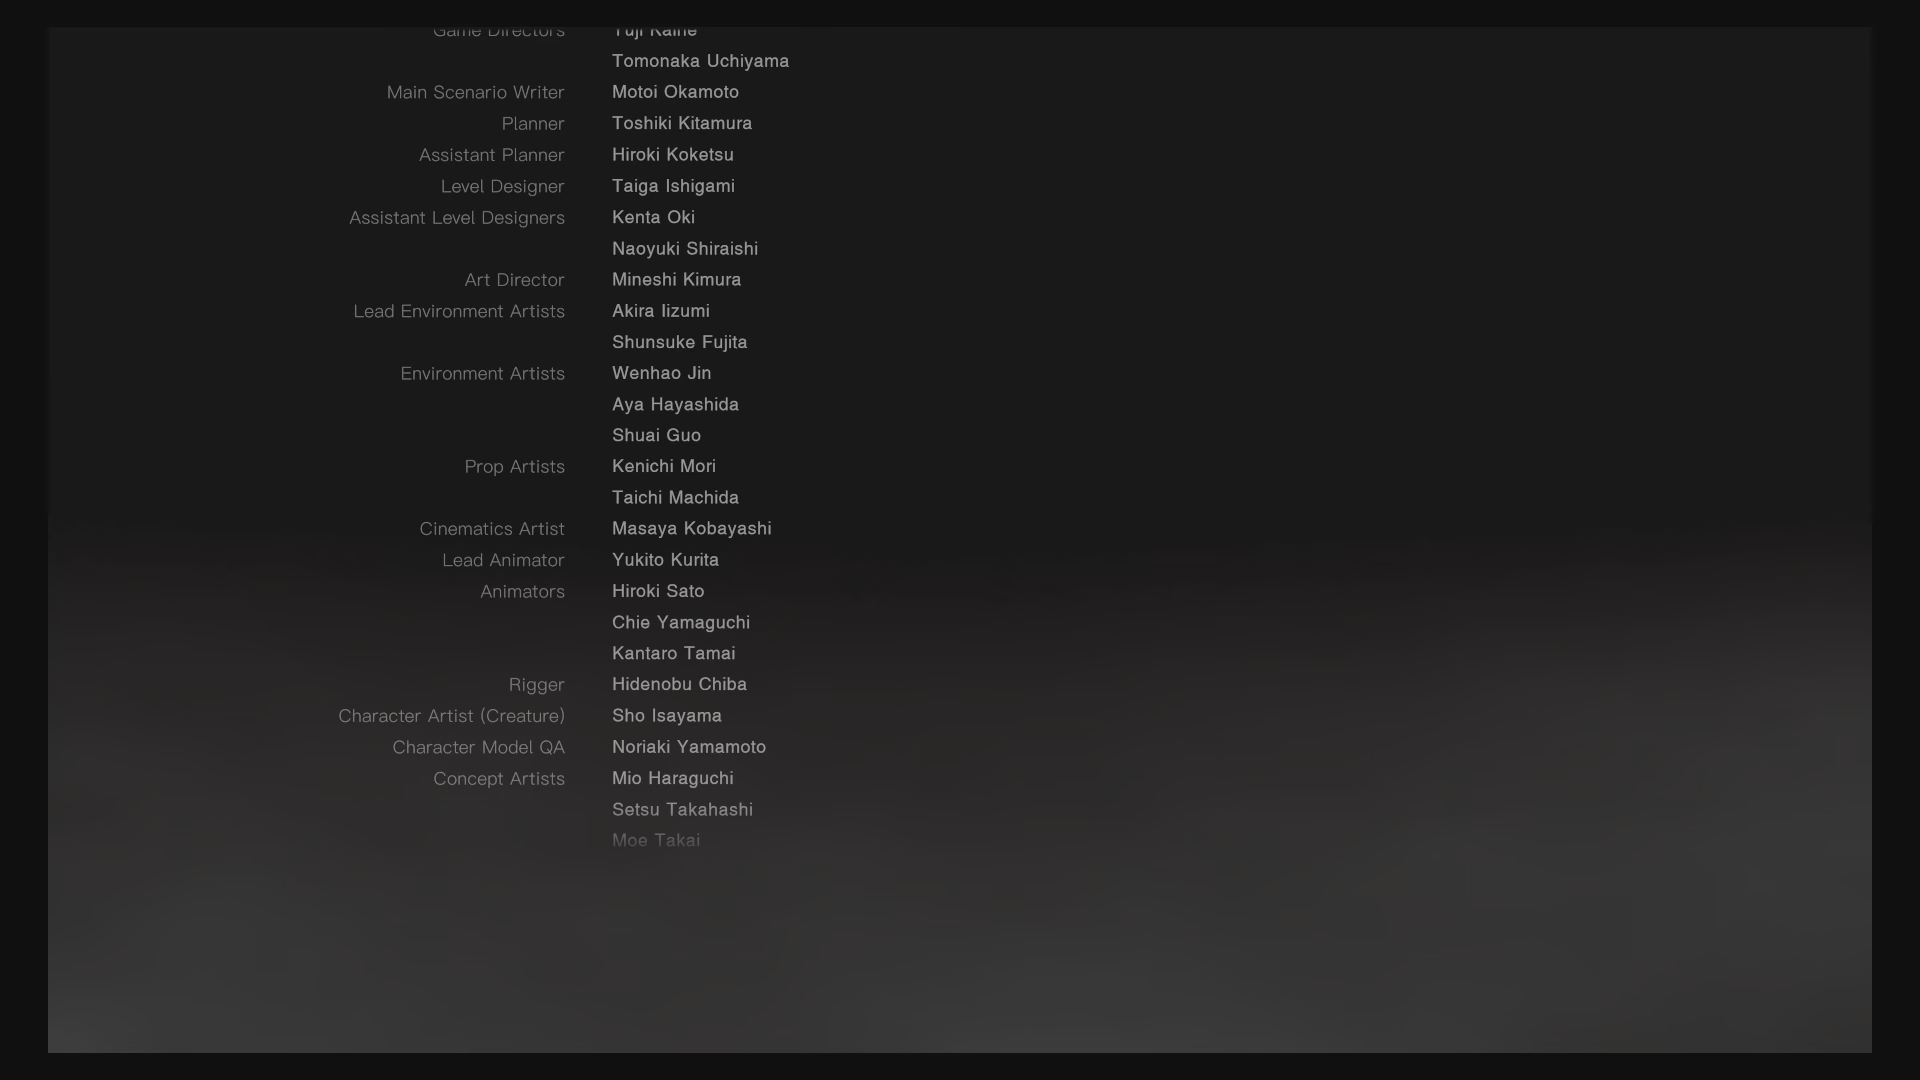 Game Directors Yuji Kaine
Tomonaka Uchiyama
Main Scenario Writer Motoi Okamoto
Planner Toshiki Kitamura
Assistant Planner Hiroki Koketsu
Level Designer Taiga Ishigami
Assistant Level Designers Kenta Oki
Naoyuki Shiraishi
Art Director Mineshi Kimura
Lead Environment Artists Akira Iizumi
Shunsuke Fujita
Environment Artists Wenhao Jin
Aya Hayashida
Shuai Guo
Prop Artists Kenichi Mori
Taichi Machida
Cinematics Artist Masaya Kobayashi
Lead Animator Yukito Kurita
Animators Hiroki Sato
Chie Yamaguchi
Kantaro Tamai
Rigger Hidenobu Chiba
Character Artist (Creature) Sho Isayama
Character Model QA Noriaki Yamamoto
Concept Artists Mio Haraguchi
Setsu Takahashi
Moe Takai